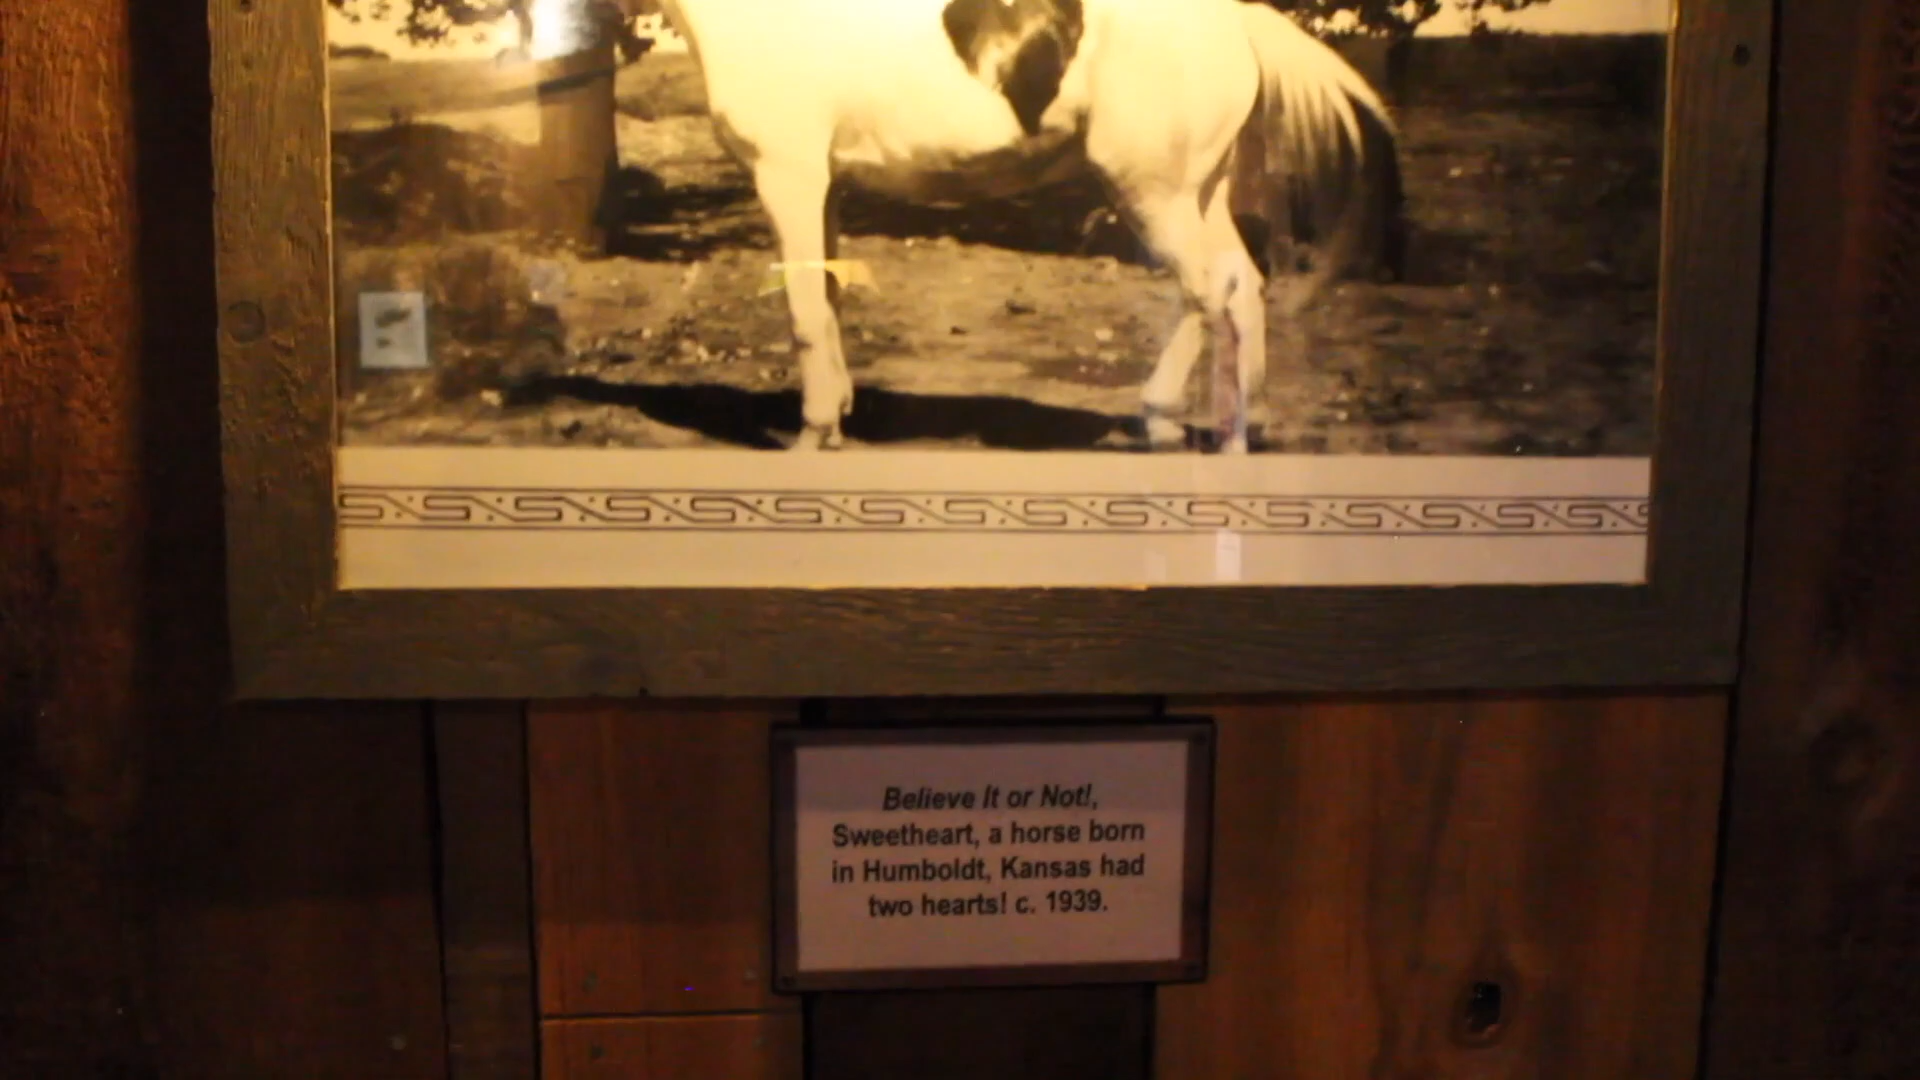 Believe It or Not!,
Sweetheart, a horse born
in Humboldt, Kansas had
two hearts! c. 1939.